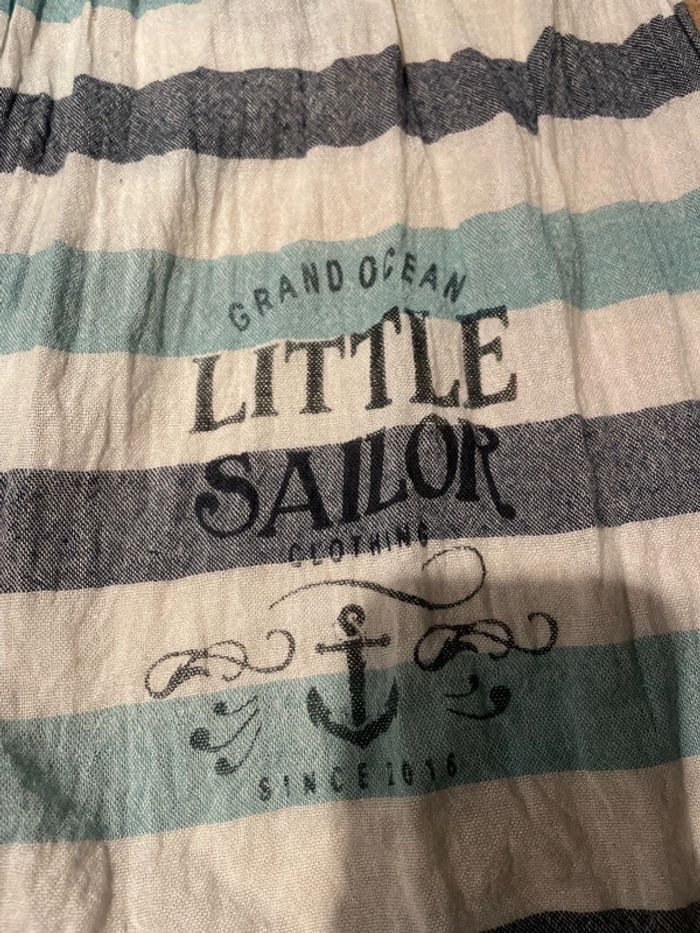 GRAND OCEAN
LITTLE
SAILOR
CLOTHING
SINCE 2016